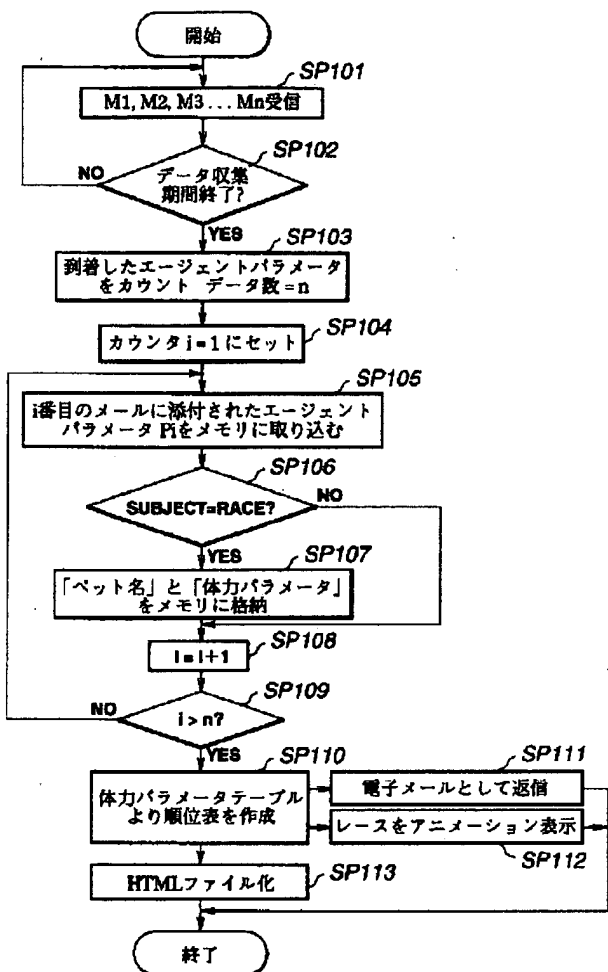 開始
SP101
M1, M2, M3 . . . Mn受信
SP102
データ収集
期間終了?
NO
YES
SP103
到着したエージェントパラメータ
をカウント データ数=n
SP104
カウンタ i=1 にセット
SP105
i番目のメールに添付されたエージェント
パラメータ Piをメモリに取り込む
SP106
SUBJECT=RACE?
NO
YES
SP107
「ペット名」と「体力パラメータ」
をメモリに格納
SP108
i=i+1
SP109
NO
i>n?
YES
SP110
体力パラメータテーブル
より順位表を作成
SP111
電子メールとして返信
レースをアニメーション表示
SP112
SP113
HTMLファイル化
終了